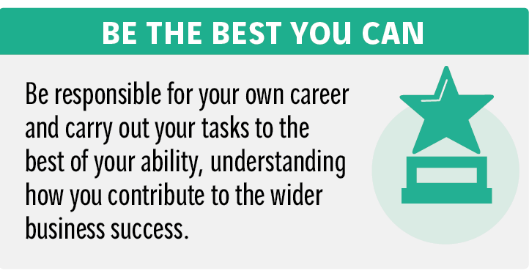 BE THE BEST YOU CAN
Be responsible for your own career
and carry out your tasks to the
best of your ability, understanding
how you contribute to the wider
business success.